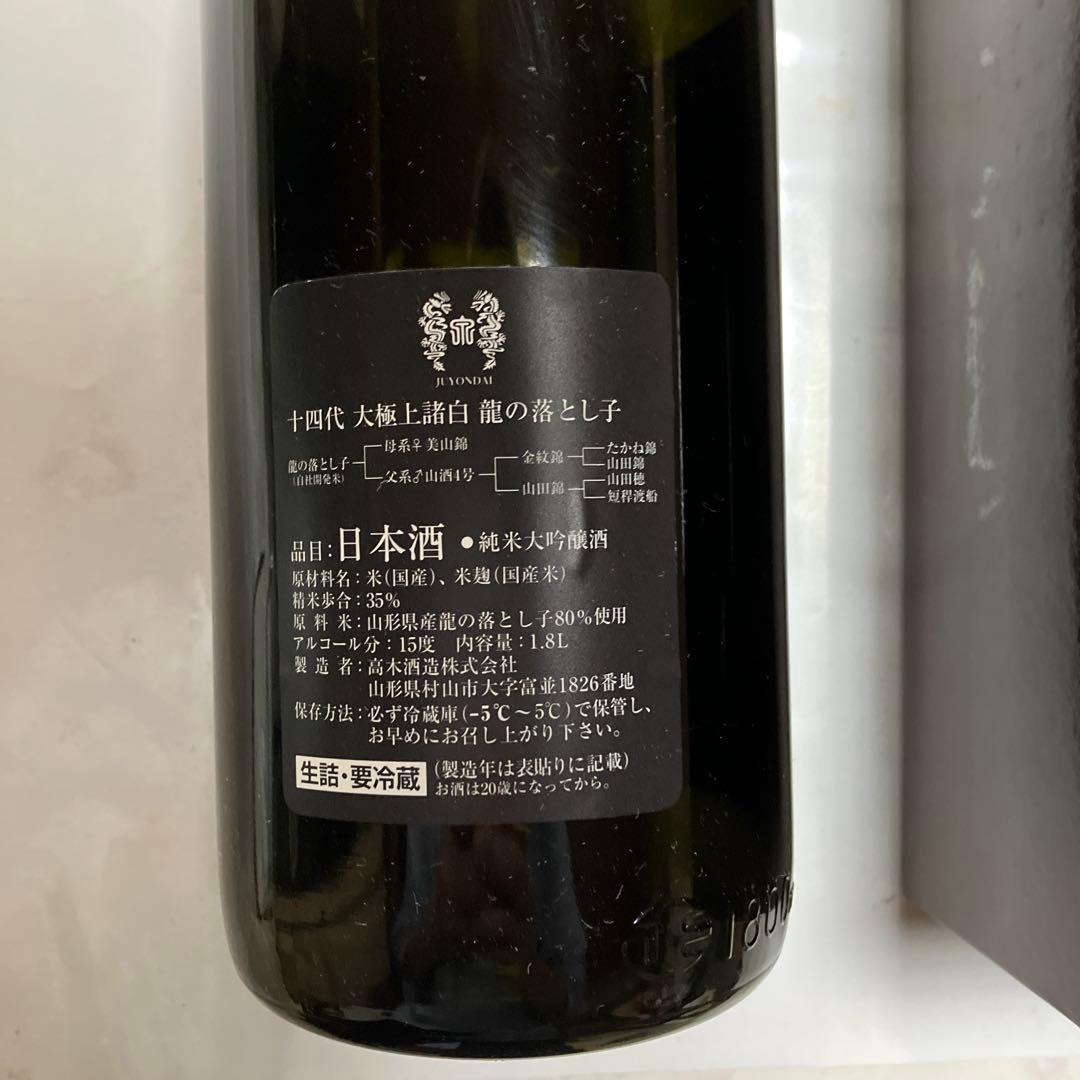 JUYONDAI
十四代 大極上諸白 龍の落とし子
龍の落とし子
(自社開発米)
母系♀美山錦
父系♂山酒4号
金紋錦
山田錦
たかね錦
山田錦
山田穂
短稈渡船
品目:日本酒 ●純米大吟醸酒
原材料名:米(国産)、米麹(国産米)
精米歩合:35%
原料米:山形県産龍の落とし子80%使用
アルコール分:15度 内容量:1.8L
製造者:高木酒造株式会社
山形県村山市大字富並1826番地
保存方法:必ず冷蔵庫(-5℃〜5℃)で保管し、
お早めにお召し上がり下さい。
生詰・要冷蔵
(製造年は表貼りに記載)
お酒は20歳になってから。